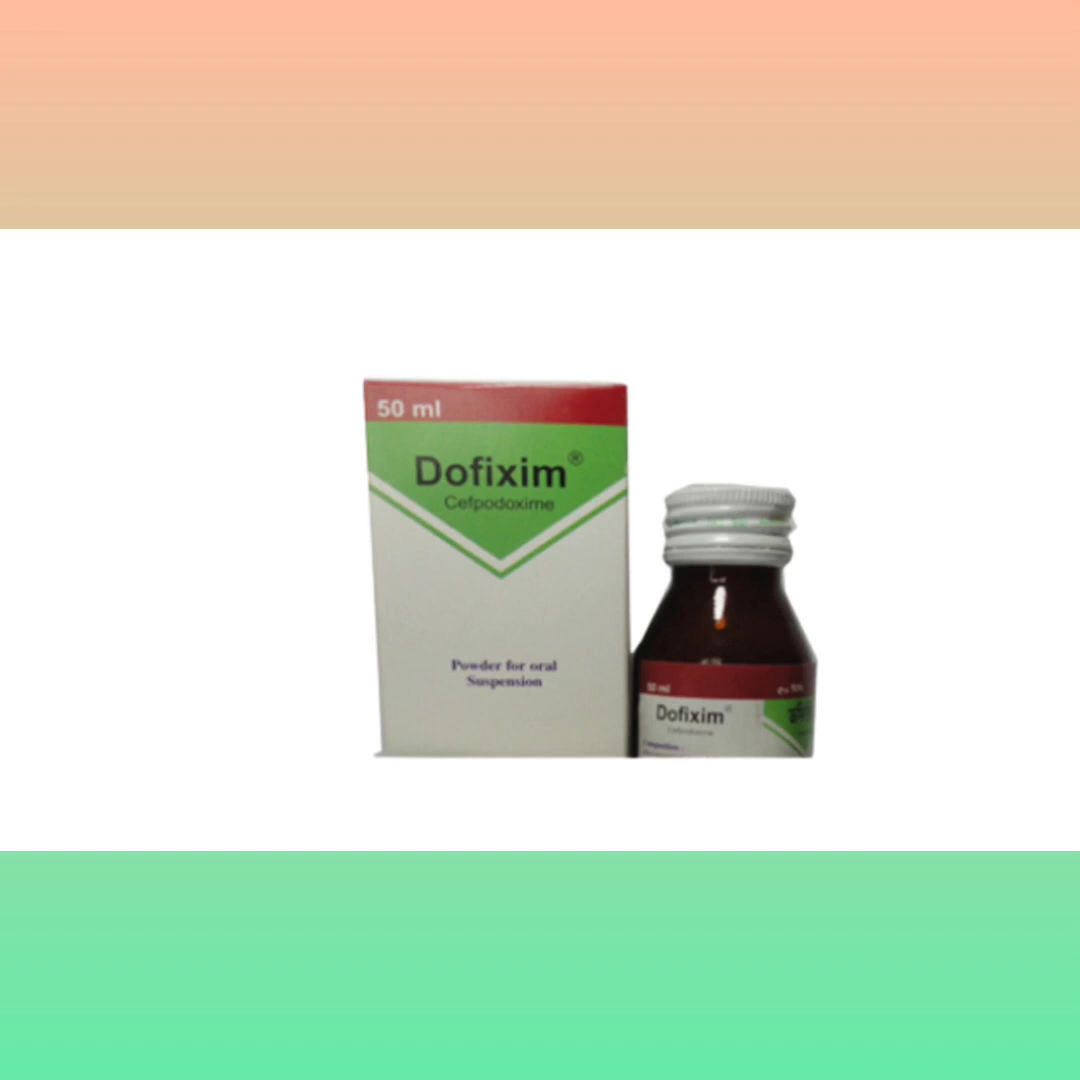 50 ml
Dofixim®
Cefpodoxime
Powder for oral
Suspension
50 ml
Dofixim®
Cefpodoxime